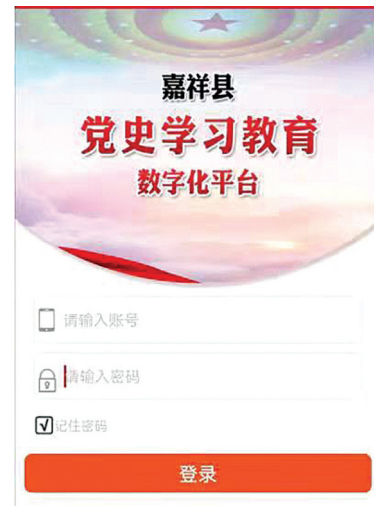 嘉祥县
党史学习教育
数字化平台
请输入账号
请输入密码
记住密码
登录